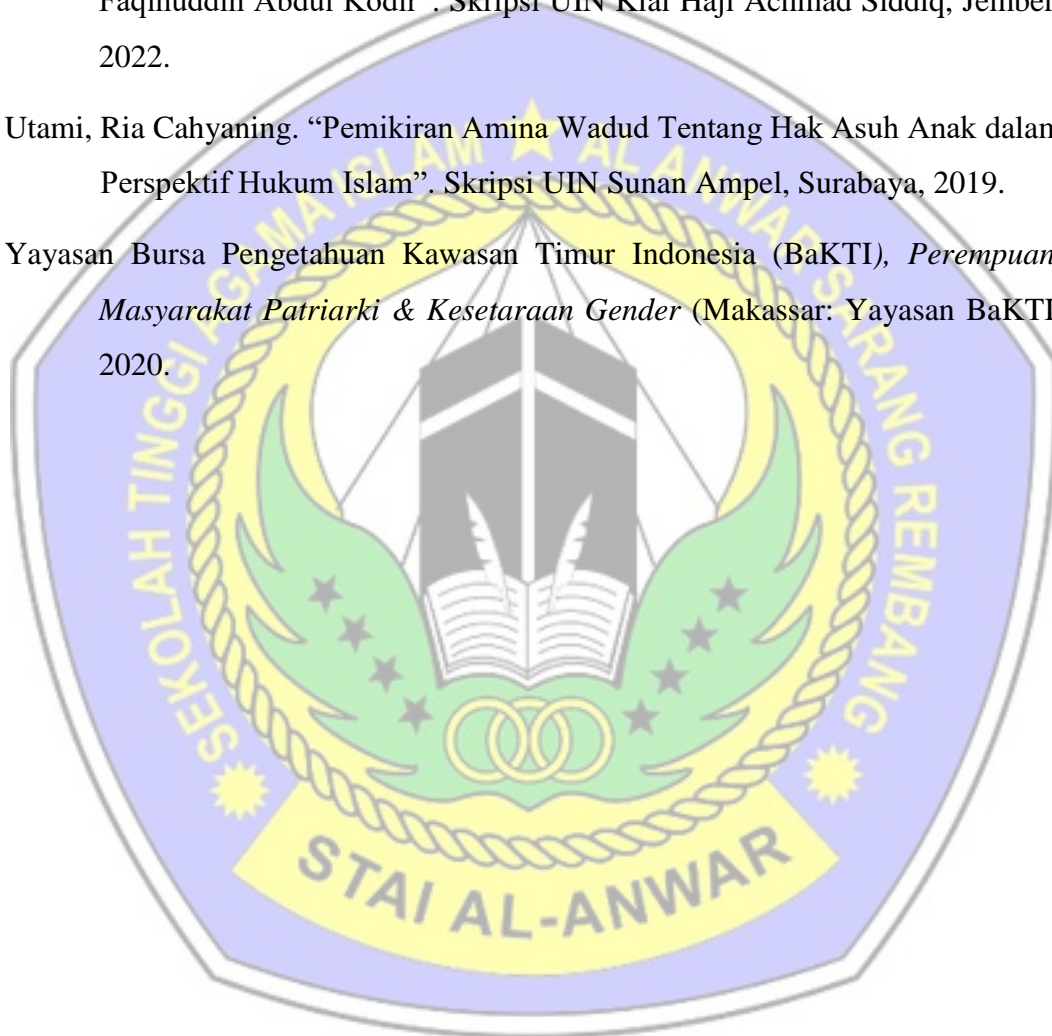 Faqihuddin Abdul Kodir”. Skripsi UIN Kiai Haji Achmad Siddiq, Jember
2022.
Utami, Ria Cahyaning. “Pemikiran Amina Wadud Tentang Hak Asuh Anak dalam
Perspektif Hukum Islam”. Skripsi UIN Sunan Ampel, Surabaya, 2019.
Yayasan Bursa Pengetahuan Kawasan Timur Indonesia (BaKTI), Perempuan
Masyarakat Patriarki & Kesetaraan Gender (Makassar: Yayasan BaKTI
2020.
SEKOLAH TINGGI AGAMA ISLAM AL ANWAR SARANG REMBANG
STAI AL-ANWAR